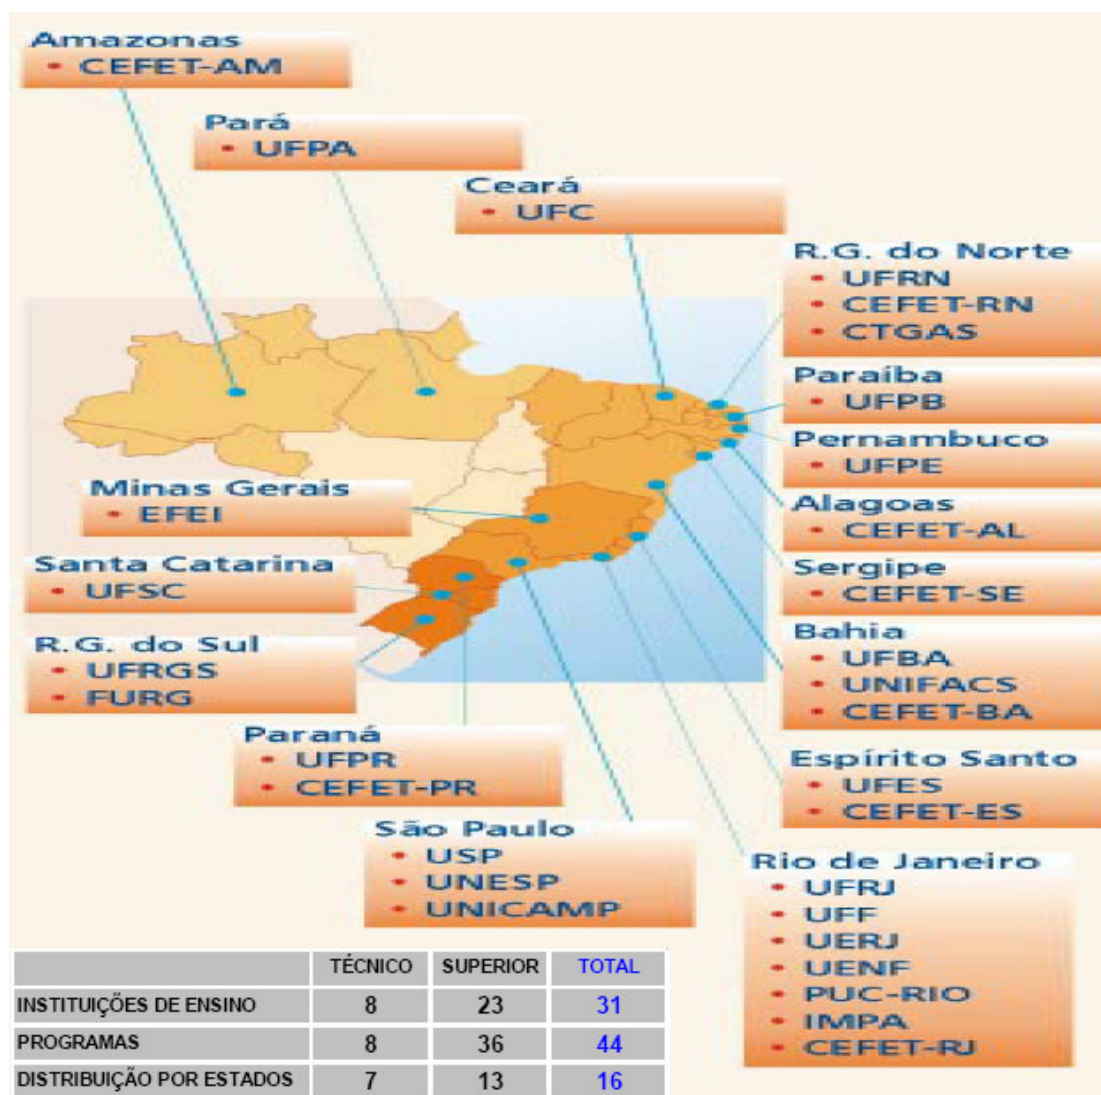 Amazonas
• CEFET-AM
Pará
• UFPA
Ceará
• UFC
R.G. do Norte
• UFRN
• CEFET-RN
• CTGAS
Paraíba
• UFPB
Pernambuco
• UFPE
Alagoas
• CEFET-AL
Sergipe
• CEFET-SE
Bahia
• UFBA
• UNIFACS
• CEFET-BA
Espírito Santo
• UFES
• CEFET-ES
Rio de Janeiro
• UFRJ
• UFF
• UERJ
• UENF
• PUC-RIO
• IMPA
• CEFET-RJ
Minas Gerais
• EFEI
Santa Catarina
• UFSC
R.G. do Sul
• UFRGS
• FURG
Paraná
• UFPR
• CEFET-PR
São Paulo
• USP
• UNESP
• UNICAMP
TÉCNICO SUPERIOR TOTAL
INSTITUIÇÕES DE ENSINO 8 23 31
PROGRAMAS 8 36 44
DISTRIBUIÇÃO POR ESTADOS 7 13 16